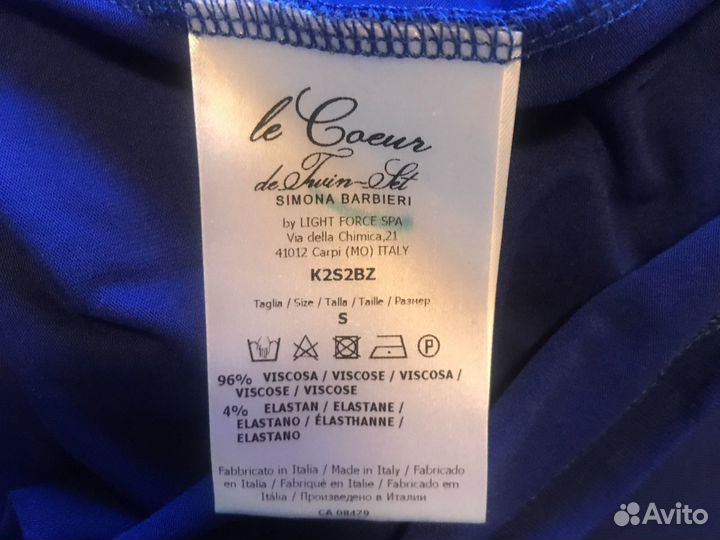 le Coeur
de Twin-Set
SIMONA BARBIERI
by LIGHT FORCE SPA
Via della Chimica,21
41012 Carpi (MO) ITALY
K2S2BZ
Taglia / Size / Talla / Taille / Размер
S
P
96% VISCOSA / VISCOSE / VISCOSA /
VISCOSE / VISCOSE
4% ELASTAN / ELASTANE /
ELASTANO / ÉLASTHANNE /
ELASTANO
Fabbricato in Italia / Made in Italy / Fabricado
en Italia / Fabriqué en Italie / Fabricado em
Itália / Произведено в Италии
CA 08479
Avito